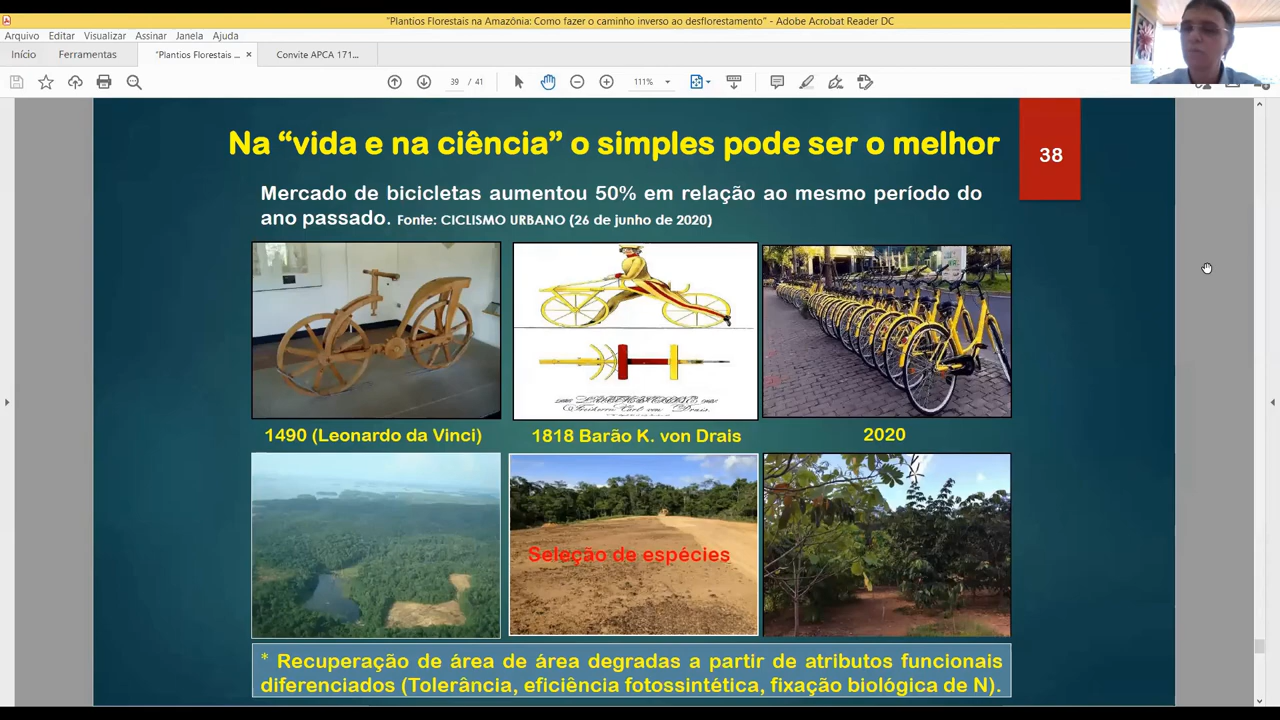 "Plantios Florestais na Amazônia: Como fazer o caminho inverso ao desflorestamento" - Adobe Acrobat Reader DC
Arquivo Editar Visualizar Assinar Janela Ajuda
Início Ferramentas "Plantios Florestais ... × Convite APCA 171...
39 / 41 111%
Na “vida e na ciência” o simples pode ser o melhor
38
Mercado de bicicletas aumentou 50% em relação ao mesmo período do
ano passado. Fonte: CICLISMO URBANO (26 de junho de 2020)
1490 (Leonardo da Vinci) 1818 Barão K. von Drais 2020
Seleção de espécies
* Recuperação de área de área degradas a partir de atributos funcionais
diferenciados (Tolerância, eficiência fotossintética, fixação biológica de N).